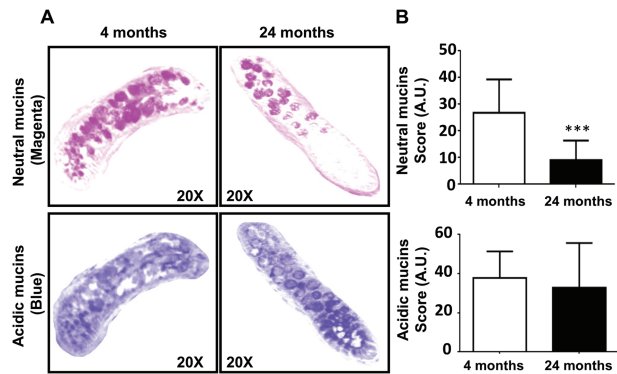 A
4 months
24 months
Neutral mucins
(Magenta)
20X
20X
Acidic mucins
(Blue)
20X
20X
B
Neutral mucins
Score (A.U.)
50
40
30
20
10
0
***
4 months
24 months
Acidic mucins
Score (A.U.)
60
40
20
0
4 months
24 months